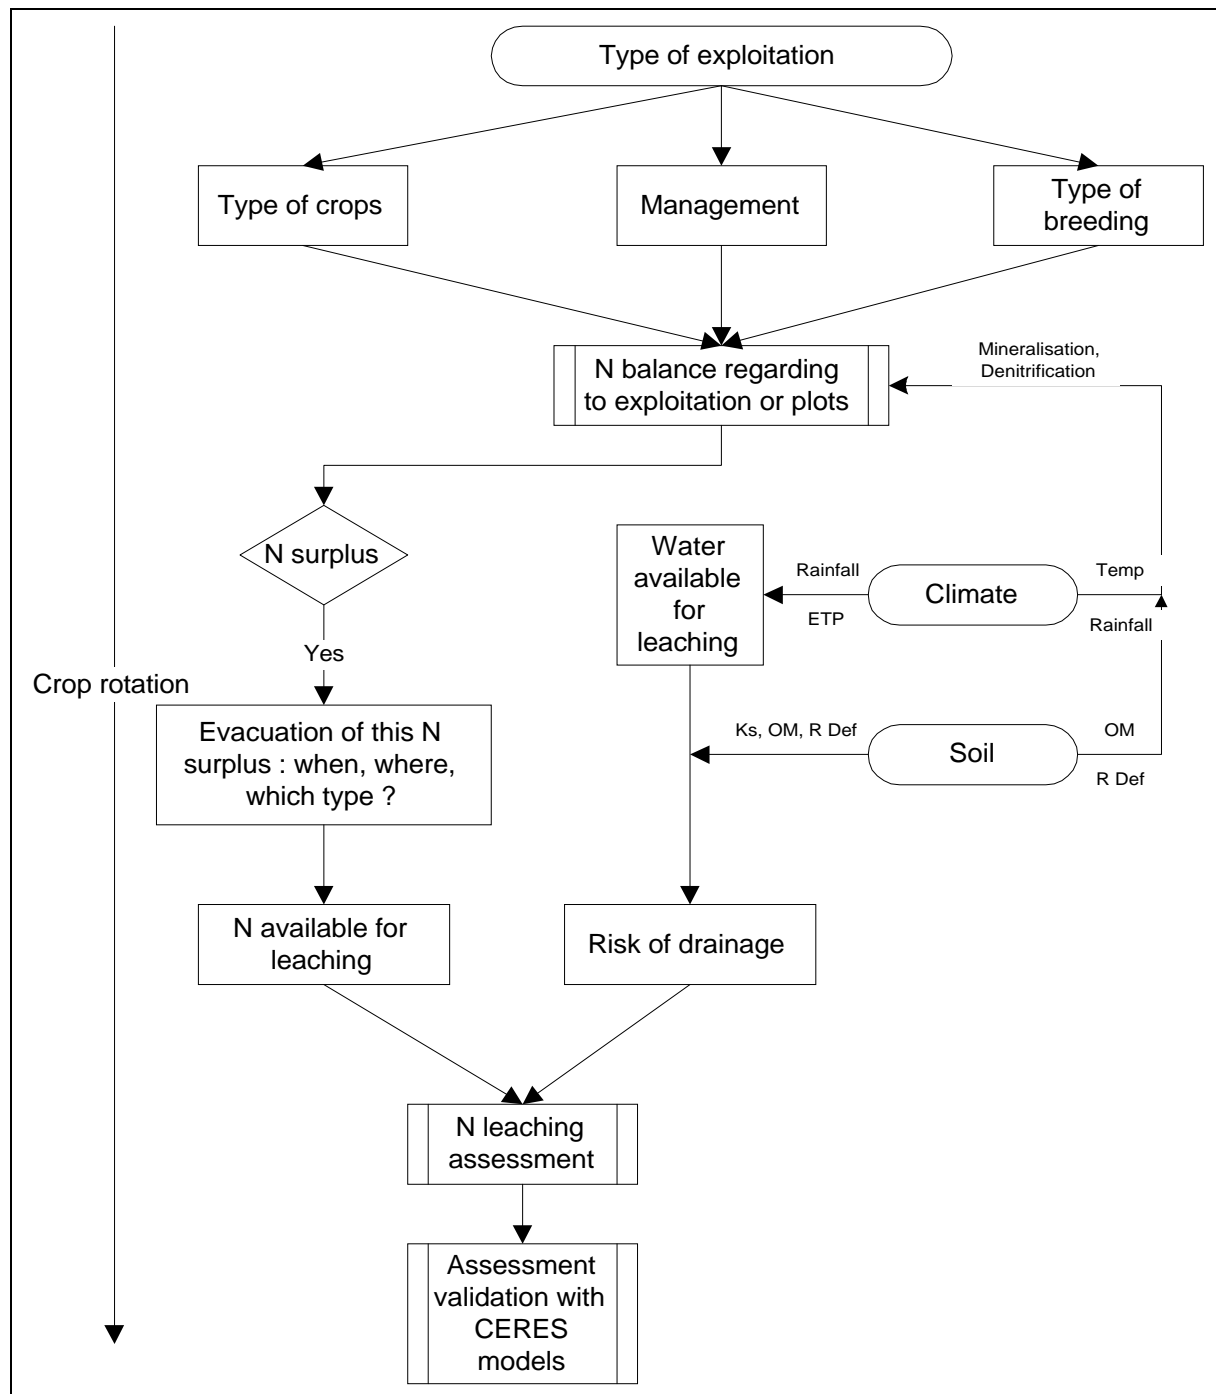 Type of exploitation
Type of crops
Management
Type of
breeding
Mineralisation,
Denitrification
N balance regarding
to exploitation or plots
N surplus
Water
available
for
leaching
Rainfall
ETP
Climate
Temp
Rainfall
Yes
Crop rotation
Evacuation of this N
surplus : when, where,
which type ?
Ks, OM, R Def
Soil
OM
R Def
N available for
leaching
Risk of drainage
N leaching
assessment
Assessment
validation with
CERES
models